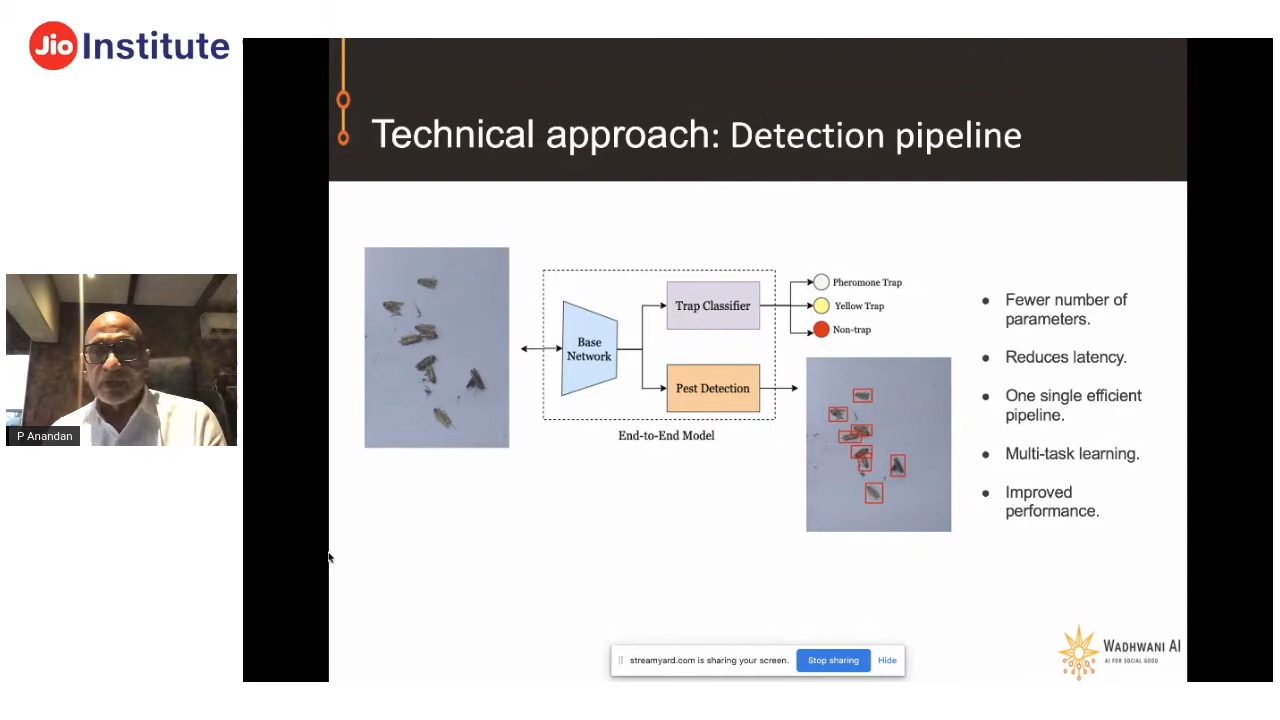 Jio Institute
Technical approach: Detection pipeline
Base
Network
Trap Classifier
Pest Detection
End-to-End Model
Pheromone Trap
Yellow Trap
Non-trap
● Fewer number of
parameters.
● Reduces latency.
● One single efficient
pipeline.
● Multi-task learning.
● Improved
performance.
P Anandan
streamyard.com is sharing your screen. Stop sharing Hide
WADHWANI AI
AI FOR SOCIAL GOOD